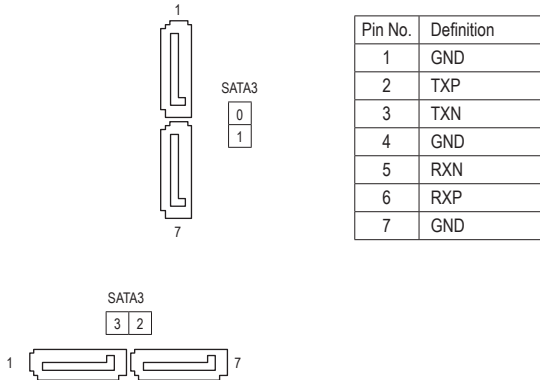 1
SATA3
0
1
7
Pin No. Definition
1 GND
2 TXP
3 TXN
4 GND
5 RXN
6 RXP
7 GND
SATA3
3 2
1 7